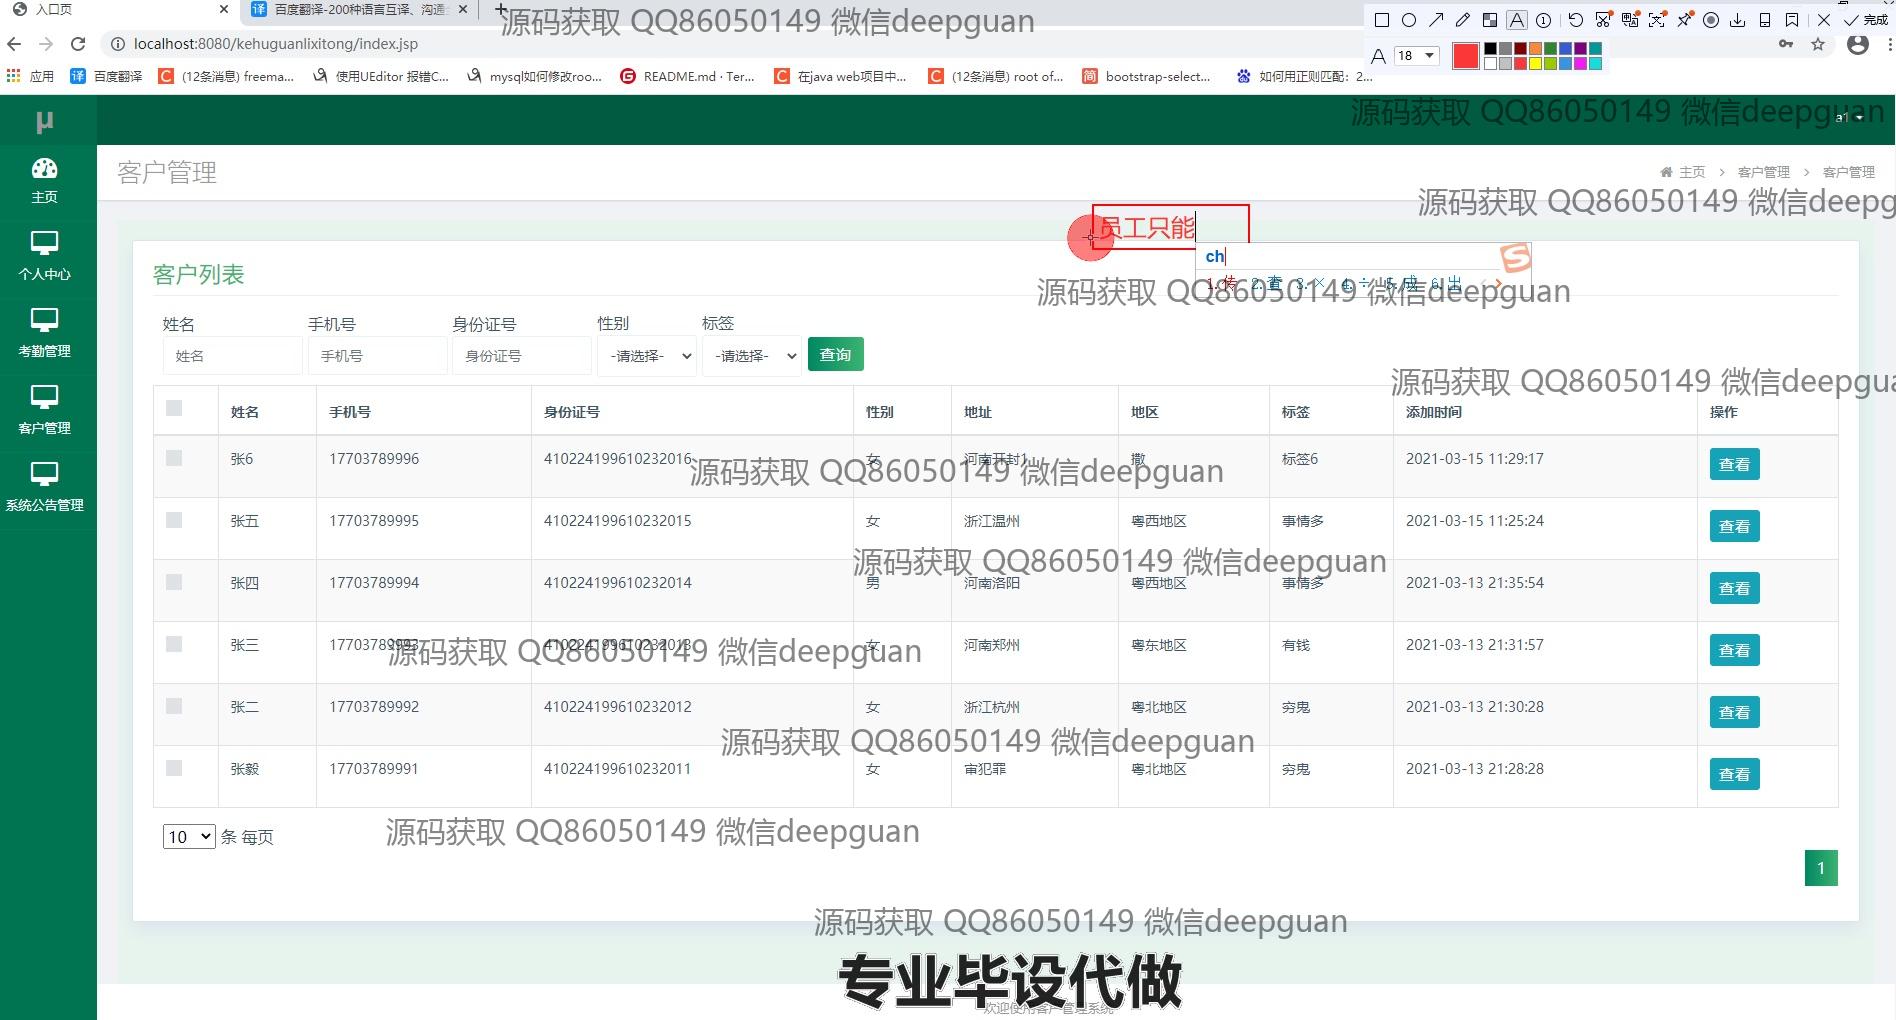 入口页
百度翻译-200种语言互译、沟通
源码获取 QQ86050149 微信deepguan
完成
localhost:8080/kehuguanlixitong/index.jsp
A 18
应用 百度翻译 (12条消息) freema... 使用UEditor 报错C... mysql如何修改roo... README.md · Ter... 在java web项目中... (12条消息) root of... bootstrap-select... 如何用正则匹配：2...
μ
源码获取 QQ86050149 微信deepguan
a1
主页
个人中心
考勤管理
客户管理
系统公告管理
客户管理
主页 > 客户管理 > 客户管理
源码获取 QQ86050149 微信deepg
员工只能
ch
1.传 2.查 3.× 4.÷ 5.成 6.出
客户列表
源码获取 QQ86050149 微信deepguan
姓名 手机号 身份证号 性别 标签
姓名 手机号 身份证号 -请选择- -请选择- 查询
源码获取 QQ86050149 微信deepgua
姓名 手机号 身份证号 性别 地址 地区 标签 添加时间 操作
张6 17703789996 410224199610232016 女 河南开封1 撒 标签6 2021-03-15 11:29:17 查看
源码获取 QQ86050149 微信deepguan
张五 17703789995 410224199610232015 女 浙江温州 粤西地区 事情多 2021-03-15 11:25:24 查看
源码获取 QQ86050149 微信deepguan
张四 17703789994 410224199610232014 男 河南洛阳 粤西地区 事情多 2021-03-13 21:35:54 查看
张三 17703789993 410224199610232013 女 河南郑州 粤东地区 有钱 2021-03-13 21:31:57 查看
源码获取 QQ86050149 微信deepguan
张二 17703789992 410224199610232012 女 浙江杭州 粤北地区 穷鬼 2021-03-13 21:30:28 查看
源码获取 QQ86050149 微信deepguan
张毅 17703789991 410224199610232011 女 审犯罪 粤北地区 穷鬼 2021-03-13 21:28:28 查看
10 条 每页
源码获取 QQ86050149 微信deepguan
1
源码获取 QQ86050149 微信deepguan
专业毕设代做
欢迎使用客户管理系统